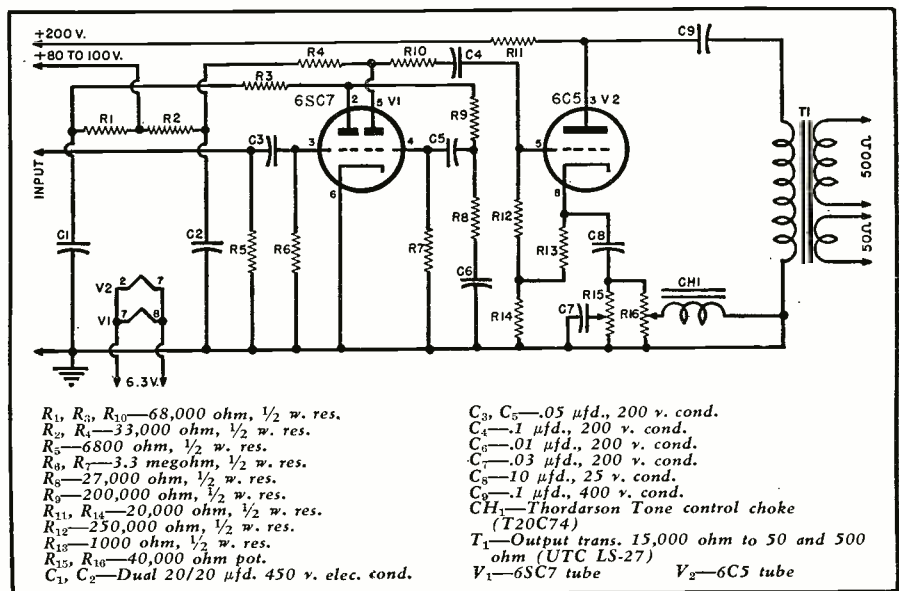 +200 V.
+80 TO 100 V.
R4
R10
C4
R11
C9
R3
6SC7
2
5
V1
6C5
3
V2
T1
R1
R2
R9
C3
3
4
C5
5
500Ω
INPUT
6
8
50Ω
C1
C2
R5
R6
R7
R8
R12
R13
C8
C6
CH1
V2
2
7
V1
7
8
R14
C7
R15
R16
6.3V.
R₁, R₃, R₁₀—68,000 ohm, ½ w. res.
R₂, R₄—33,000 ohm, ½ w. res.
R₅—6800 ohm, ½ w. res.
R₆, R₇—3.3 megohm, ½ w. res.
R₈—27,000 ohm, ½ w. res.
R₉—200,000 ohm, ½ w. res.
R₁₁, R₁₄—20,000 ohm, ½ w. res.
R₁₂—250,000 ohm, ½ w. res.
R₁₃—1000 ohm, ½ w. res.
R₁₅, R₁₆—40,000 ohm pot.
C₁, C₂—Dual 20/20 µfd. 450 v. elec. cond.
C₃, C₅—.05 µfd., 200 v. cond.
C₄—.1 µfd., 200 v. cond.
C₆—.01 µfd., 200 v. cond.
C₇—.03 µfd., 200 v. cond.
C₈—10 µfd., 25 v. cond.
C₉—.1 µfd., 400 v. cond.
CH₁—Thordarson Tone control choke
(T20C74)
T₁—Output trans. 15,000 ohm to 50 and 500
ohm (UTC LS-27)
V₁—6SC7 tube V₂—6C5 tube